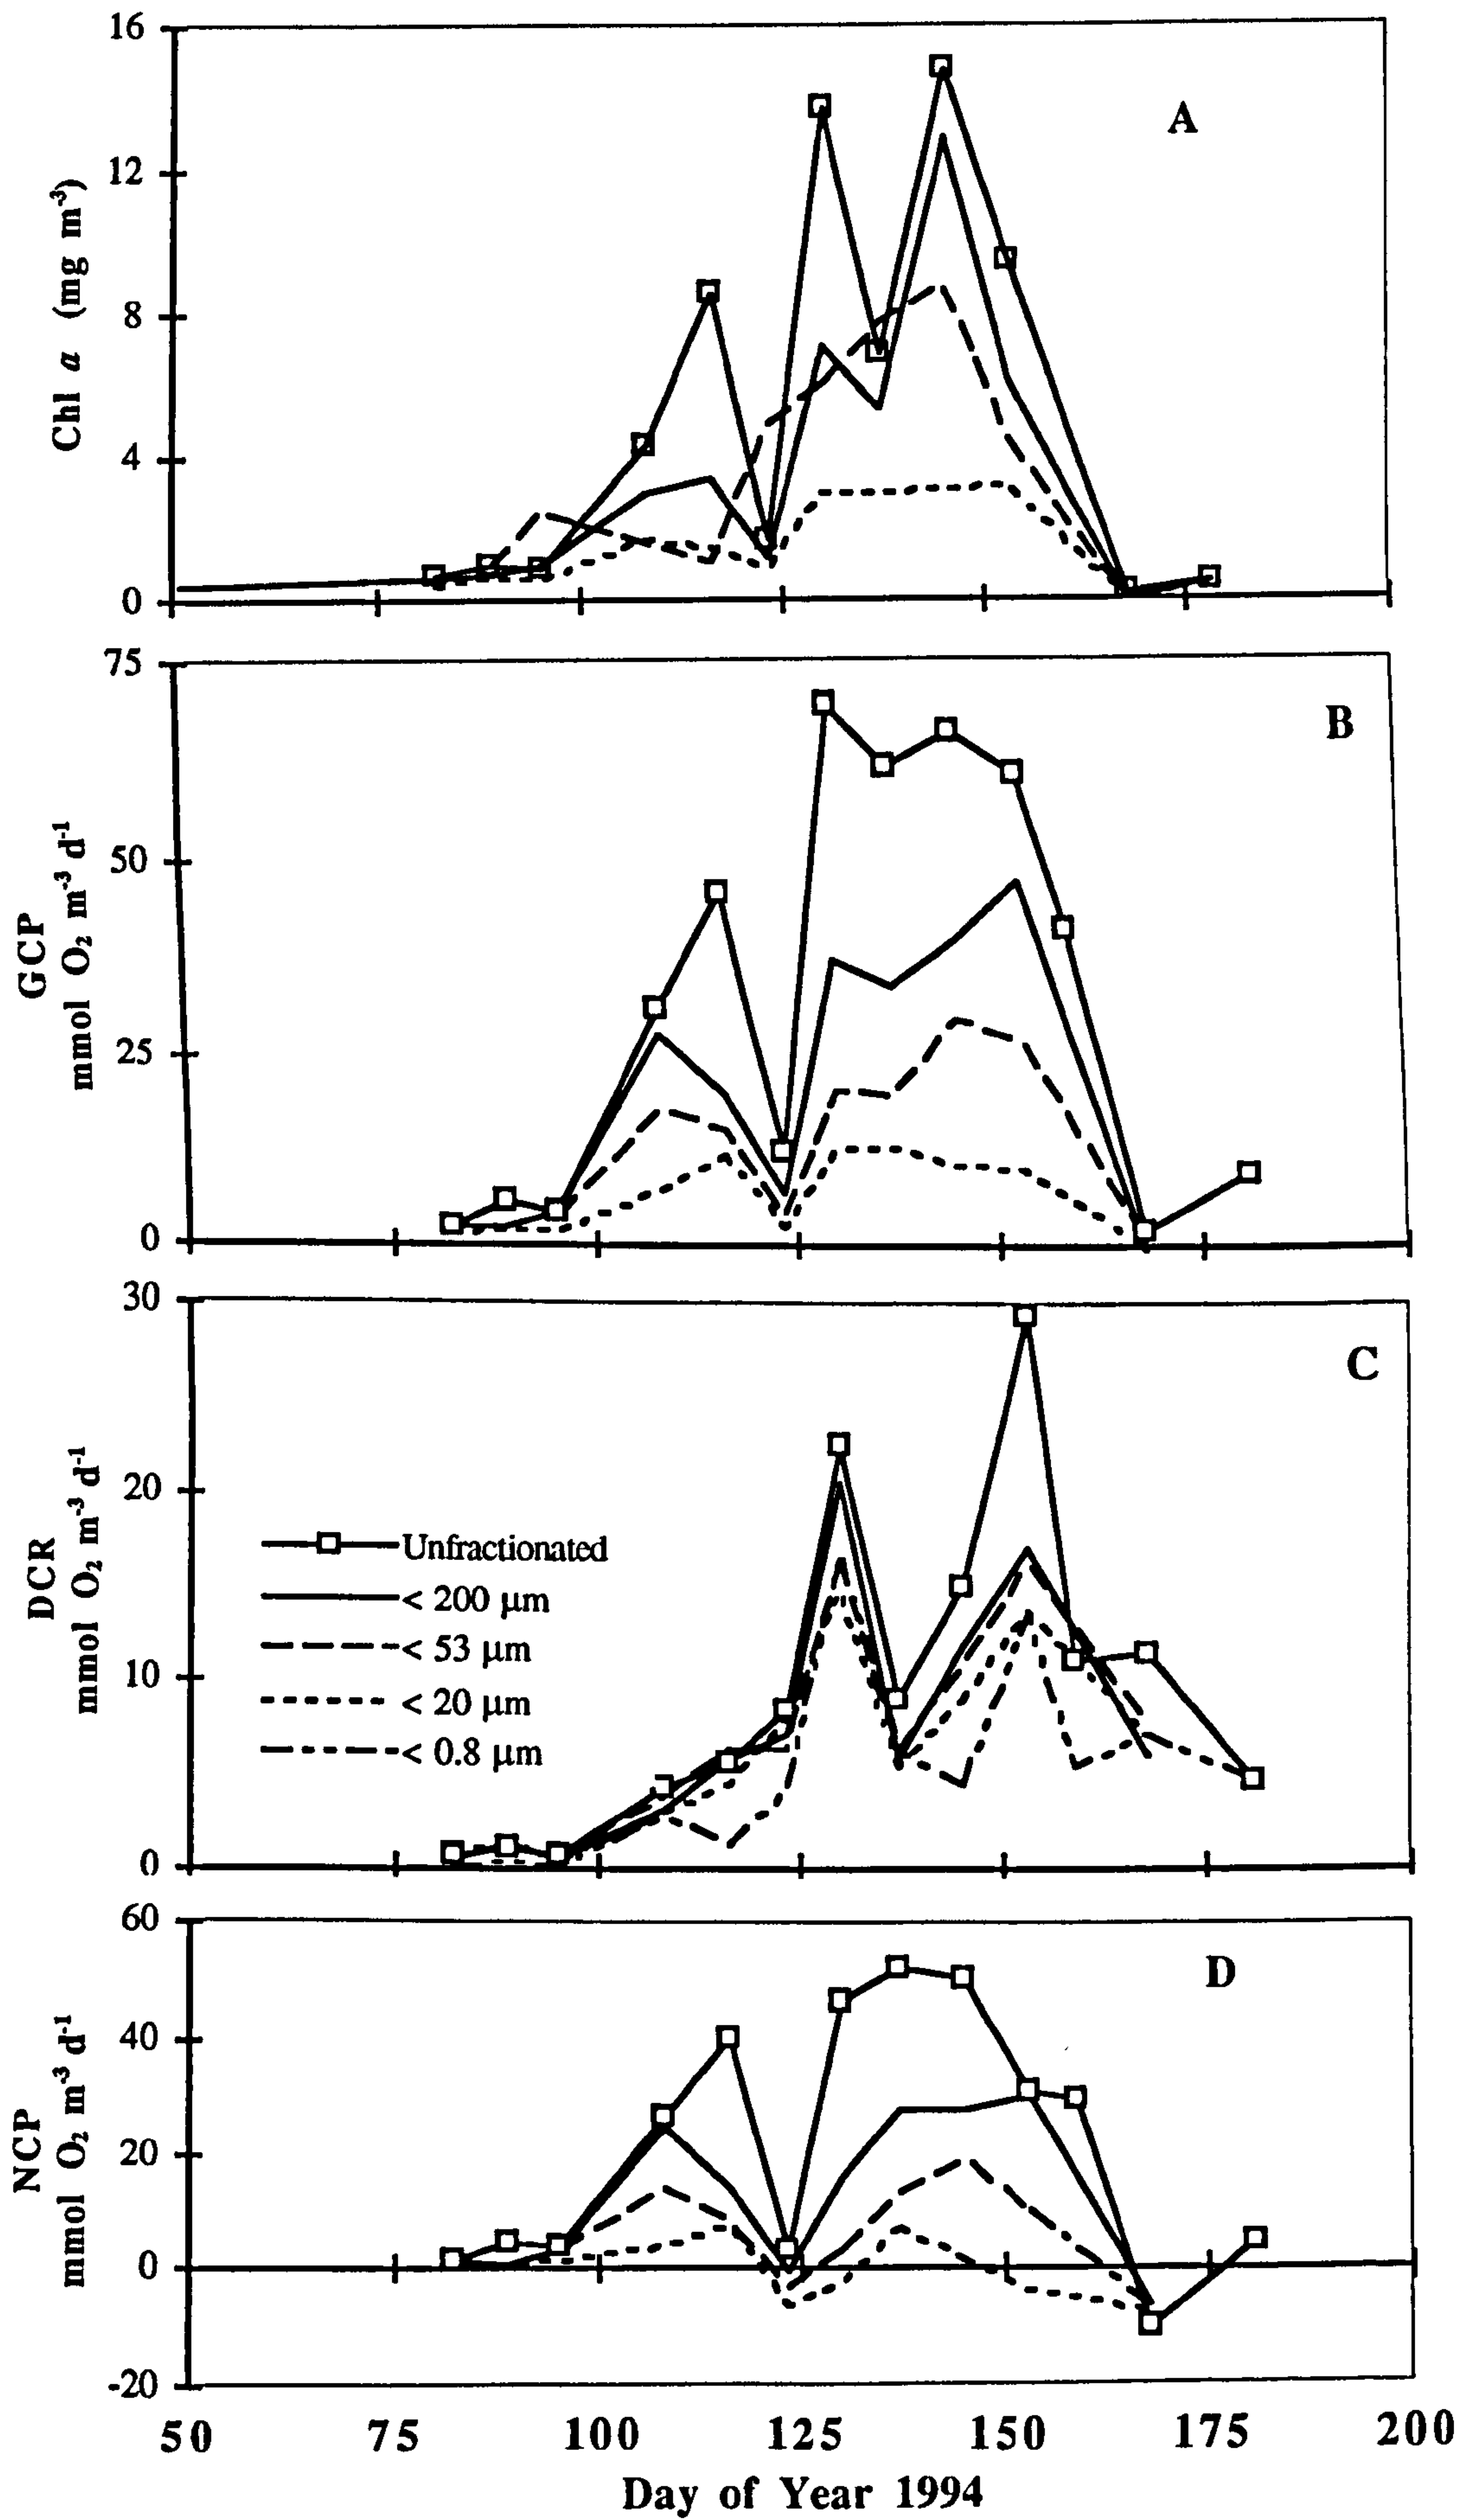 16
A
12
Chl a (mg m-3)
8
4
0
75
B
50
GCP
mmol O2 m-3 d-1
25
0
30
C
20
DCR
mmol O2 m-3 d-1
Unfractionated
< 200 µm
< 53 µm
10
< 20 µm
< 0.8 µm
0
60
D
40
NCP
mmol O2 m-3 d-1
20
0
-20
50 75 100 125 150 175 200
Day of Year 1994